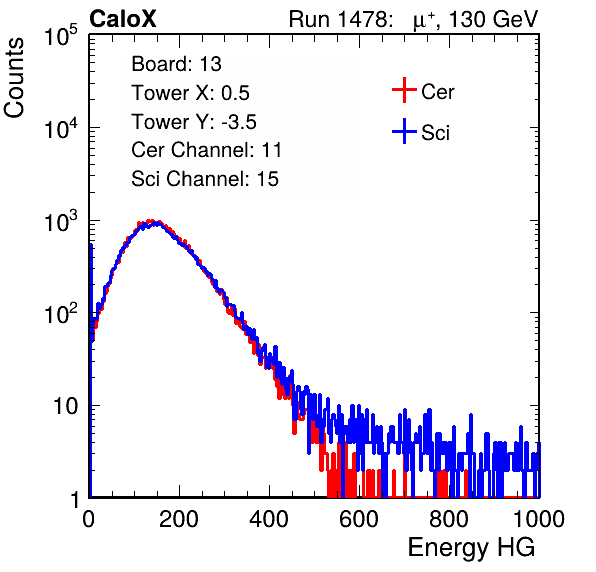 CaloX Run 1478: μ⁺, 130 GeV
Counts
Board: 13
Tower X: 0.5
Tower Y: -3.5
Cer Channel: 11
Sci Channel: 15
Cer
Sci
10⁵
10⁴
10³
10²
10
1
0 200 400 600 800 1000
Energy HG